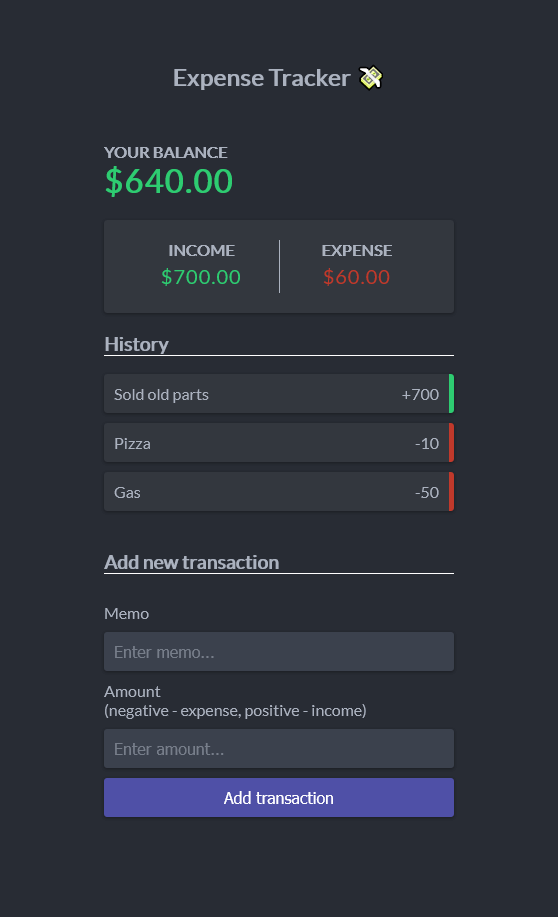 Expense Tracker 💸
YOUR BALANCE
$640.00
INCOME
EXPENSE
$700.00
$60.00
History
Sold old parts +700
Pizza -10
Gas -50
Add new transaction
Memo
Enter memo...
Amount
(negative - expense, positive - income)
Enter amount...
Add transaction